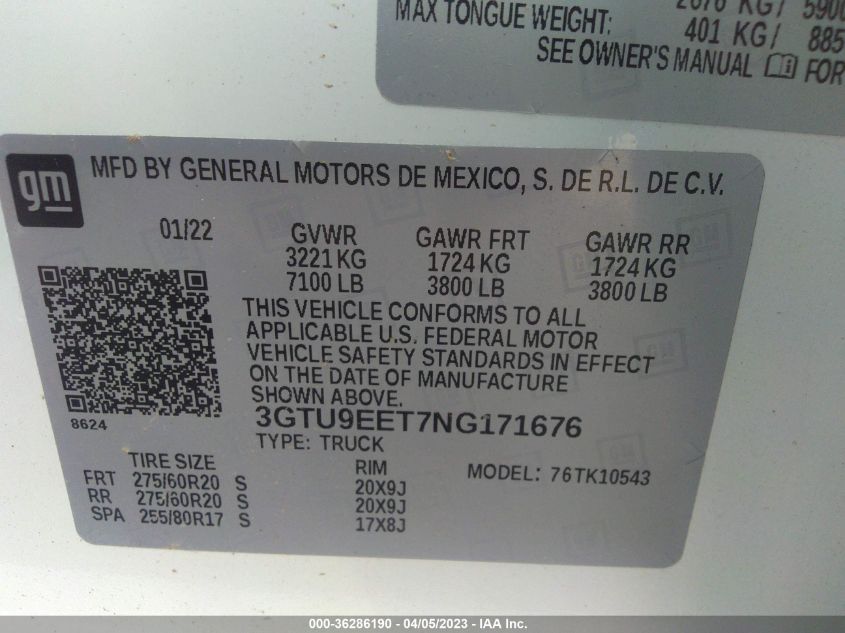 MAX TONGUE WEIGHT: 401 KG/ 885
SEE OWNER'S MANUAL FOR
gm
MFD BY GENERAL MOTORS DE MEXICO, S. DE R.L. DE C.V.
01/22 GVWR GAWR FRT GAWR RR
3221 KG 1724 KG 1724 KG
7100 LB 3800 LB 3800 LB
THIS VEHICLE CONFORMS TO ALL
APPLICABLE U.S. FEDERAL MOTOR
VEHICLE SAFETY STANDARDS IN EFFECT
ON THE DATE OF MANUFACTURE
SHOWN ABOVE.
8624
3GTU9EET7NG171676
TYPE: TRUCK
TIRE SIZE RIM MODEL: 76TK10543
FRT 275/60R20 S 20X9J
RR 275/60R20 S 20X9J
SPA 255/80R17 S 17X8J
000-36286190 - 04/05/2023 - IAA Inc.